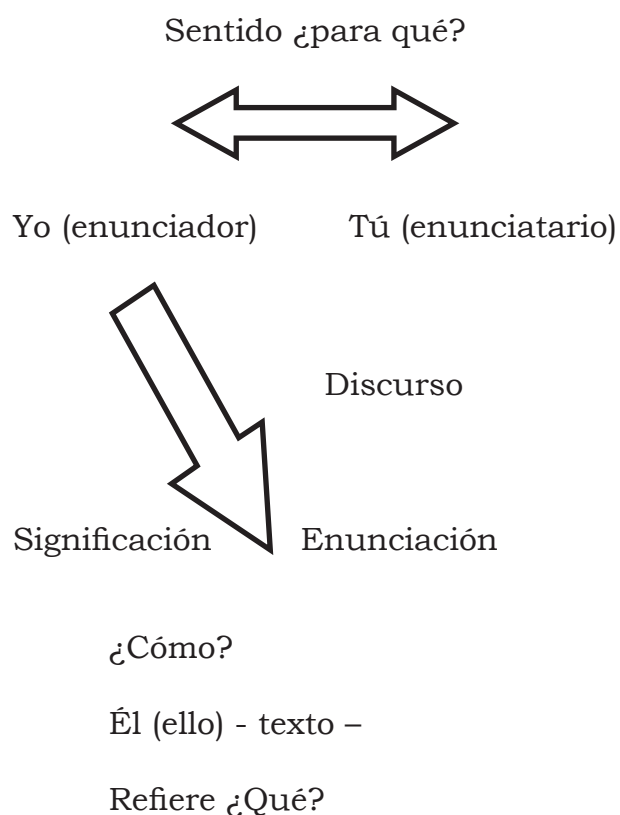 Sentido ¿para qué?
Yo (enunciador) Tú (enunciatario)
Discurso
Significación Enunciación
¿Cómo?
Él (ello) - texto –
Refiere ¿Qué?